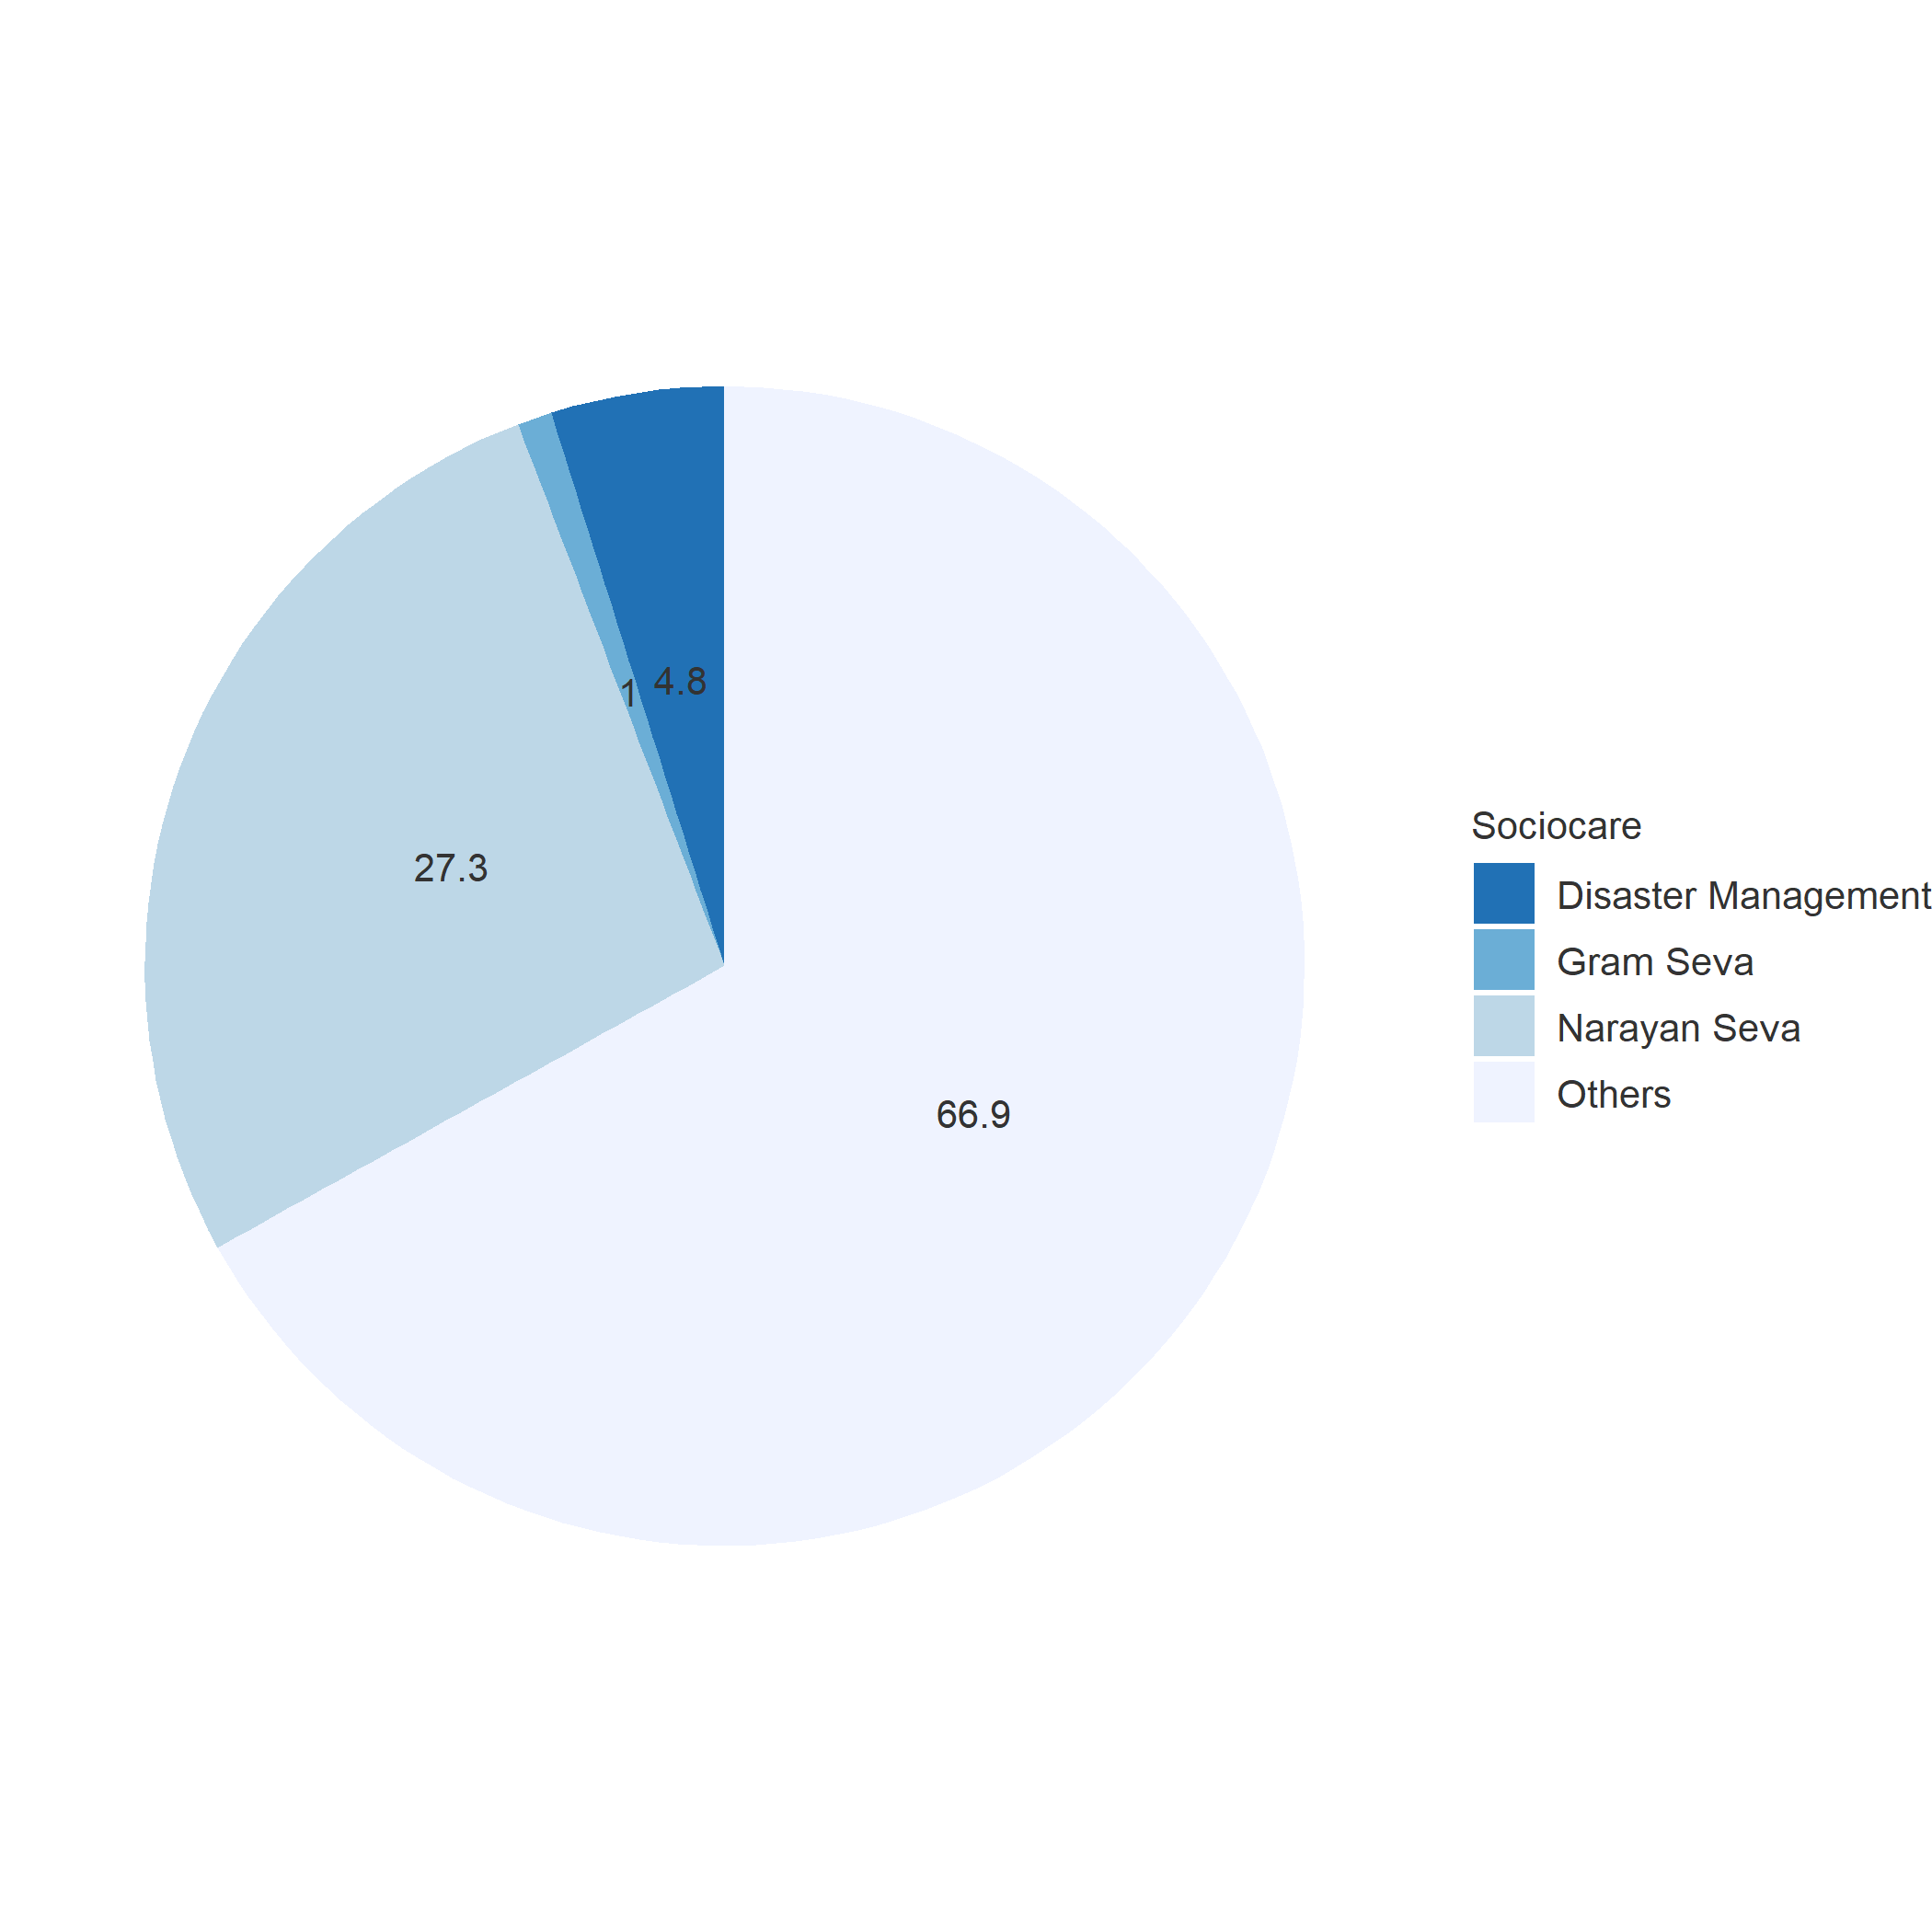 4.8
1
27.3
66.9
Sociocare
Disaster Management
Gram Seva
Narayan Seva
Others